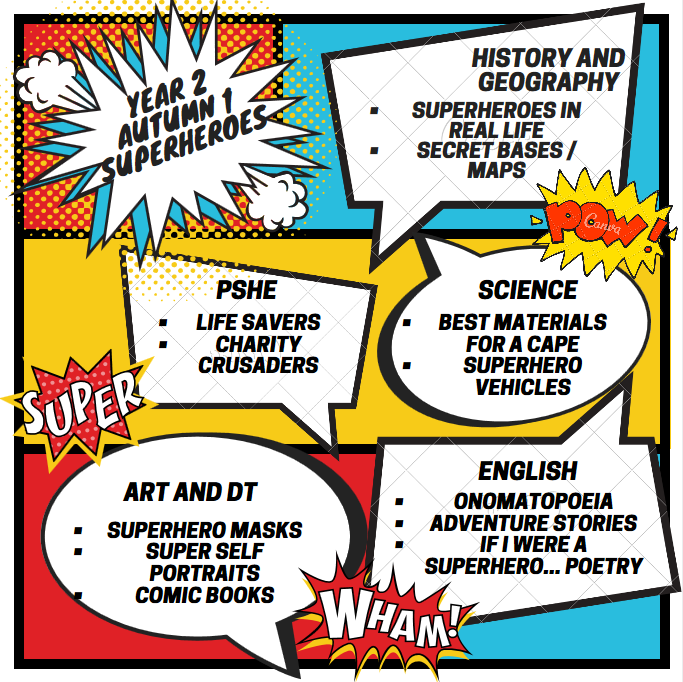 YEAR 2
AUTUMN 1
SUPERHEROES
HISTORY AND
GEOGRAPHY
▪ SUPERHEROES IN
REAL LIFE
▪ SECRET BASES /
MAPS
POW!
Canva
PSHE
▪ LIFE SAVERS
▪ CHARITY
CRUSADERS
SCIENCE
▪ BEST MATERIALS
FOR A CAPE
▪ SUPERHERO
VEHICLES
SUPER
ART AND DT
▪ SUPERHERO MASKS
▪ SUPER SELF
PORTRAITS
▪ COMIC BOOKS
ENGLISH
▪ ONOMATOPOEIA
▪ ADVENTURE STORIES
▪ IF I WERE A
SUPERHERO... POETRY
WHAM!